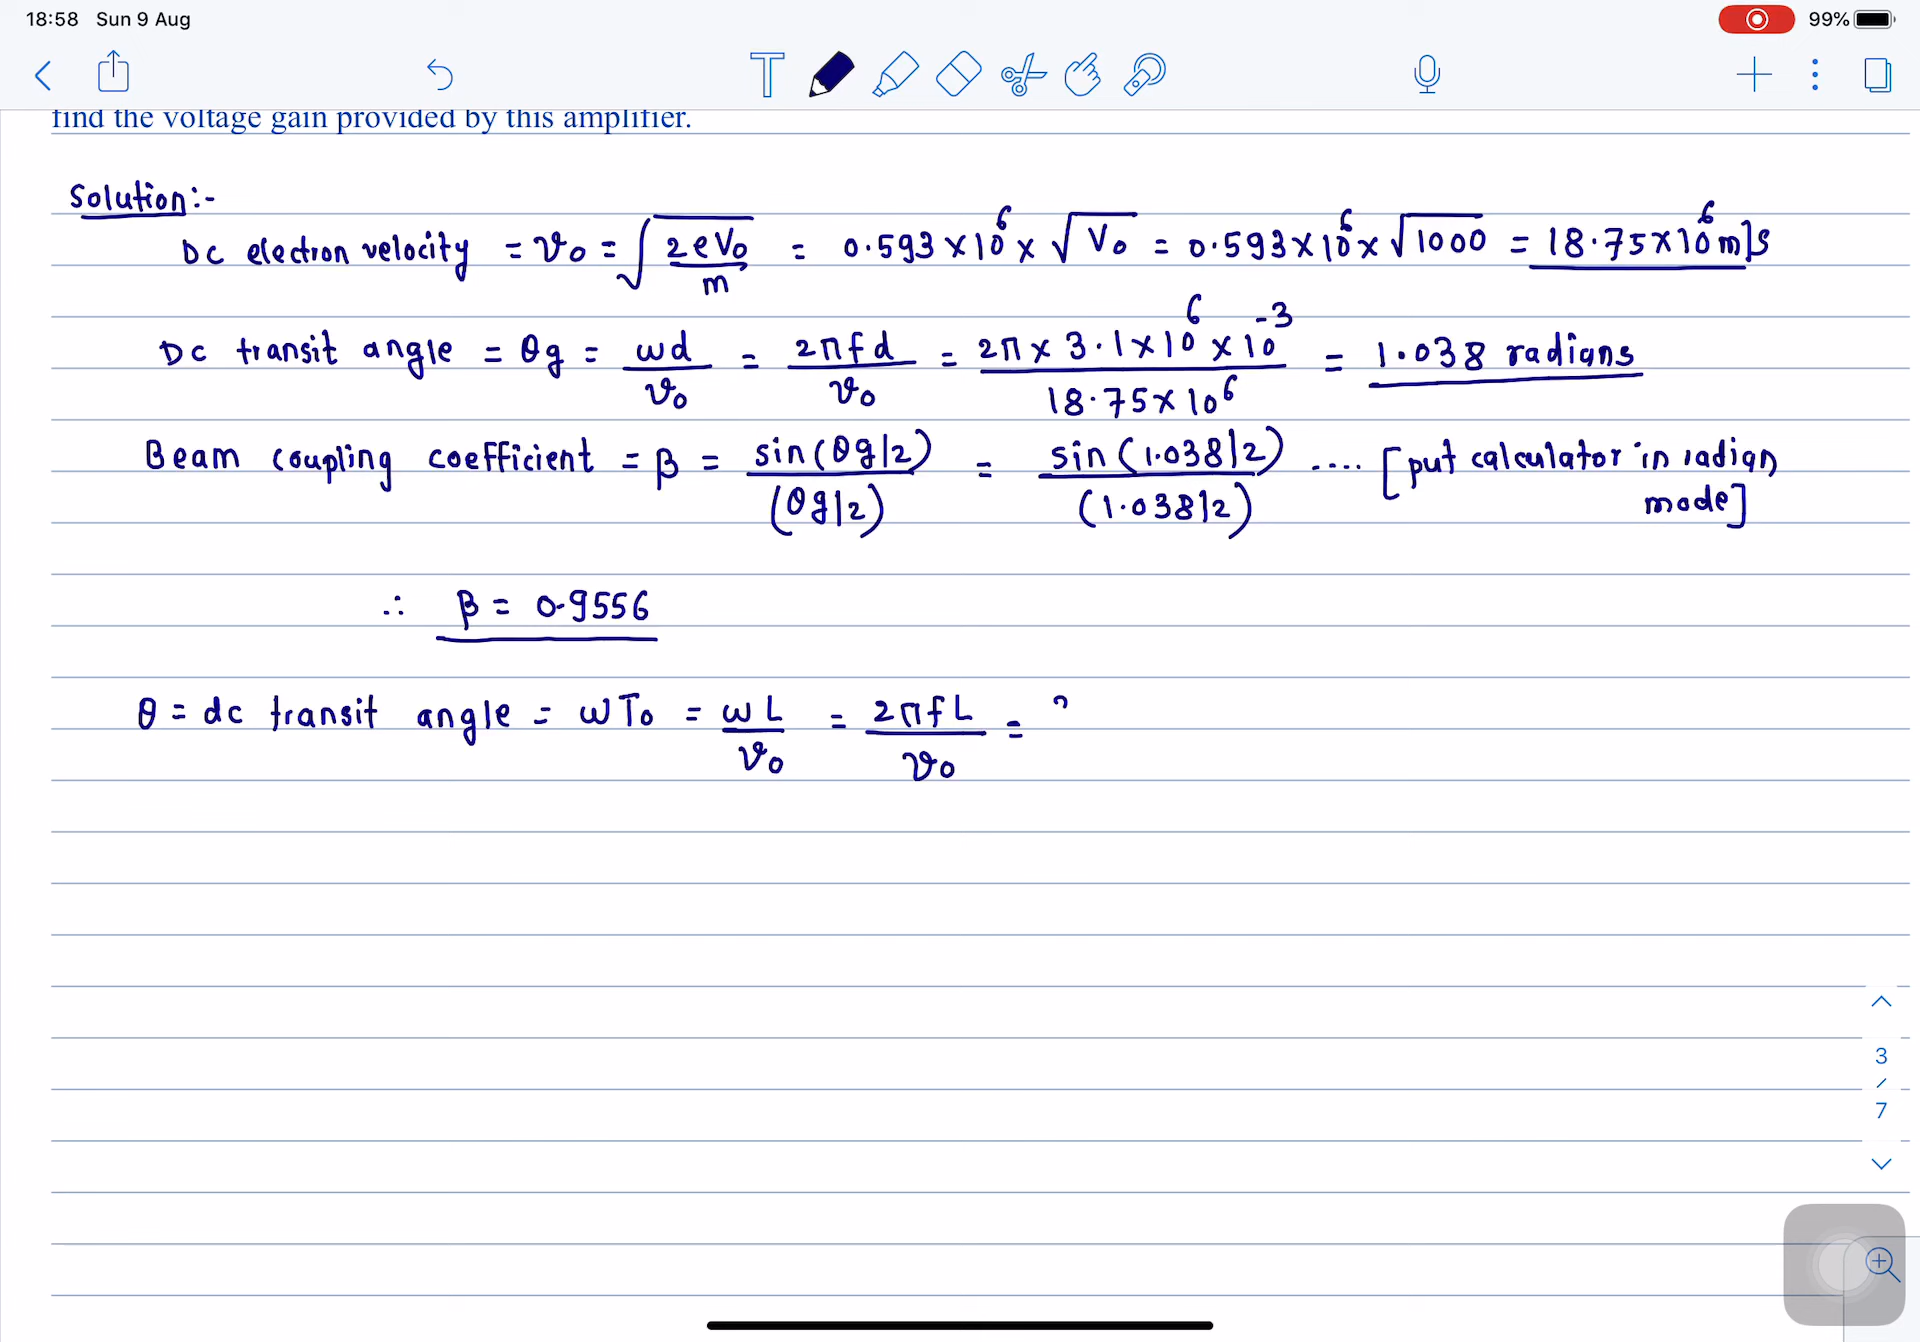 18:58 Sun 9 Aug 99%
find the voltage gain provided by this amplifier.
Solution:-
DC electron velocity = v₀ = √(2eV₀/m) = 0.593×10⁶ × √V₀ = 0.593×10⁶ × √1000 = 18.75×10⁶ m/s
DC transit angle = θg = ωd/v₀ = 2πfd/v₀ = 2π × 3.1×10⁶ × 10⁻³ / 18.75×10⁶ = 1.038 radians
Beam coupling coefficient = β = sin(θg/2)/(θg/2) = sin(1.038/2)/(1.038/2) .... [put calculator in radian mode]
∴ β = 0.9556
θ = dc transit angle = ωT₀ = ωL/v₀ = 2πfL/v₀ =
3
/
7